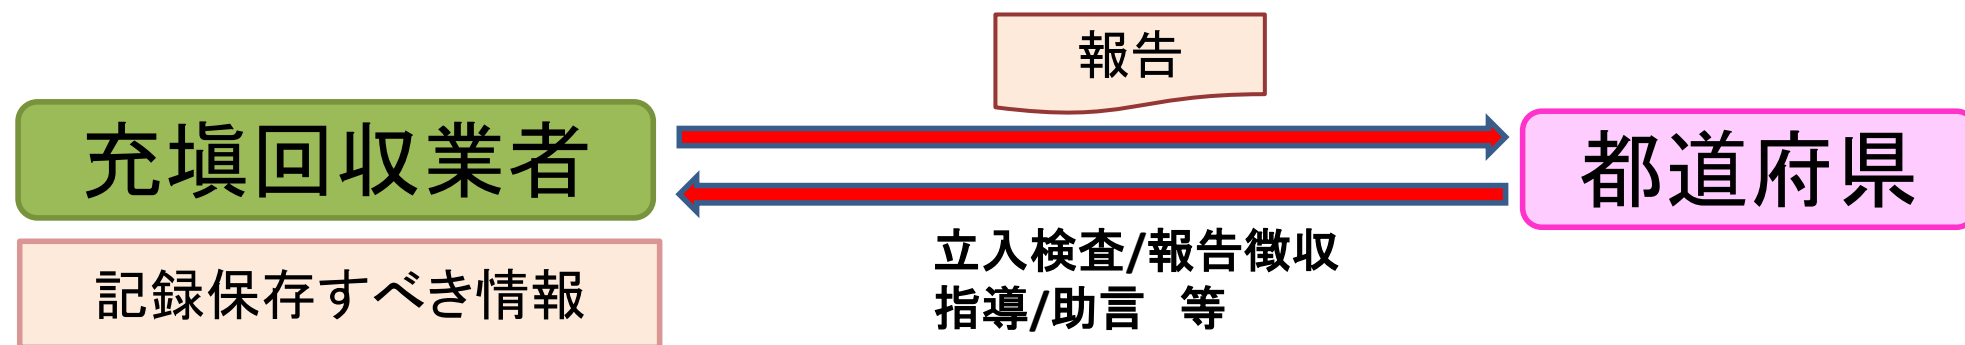 報告
充塡回収業者
都道府県
立入検査/報告徴収
指導/助言　等
記録保存すべき情報